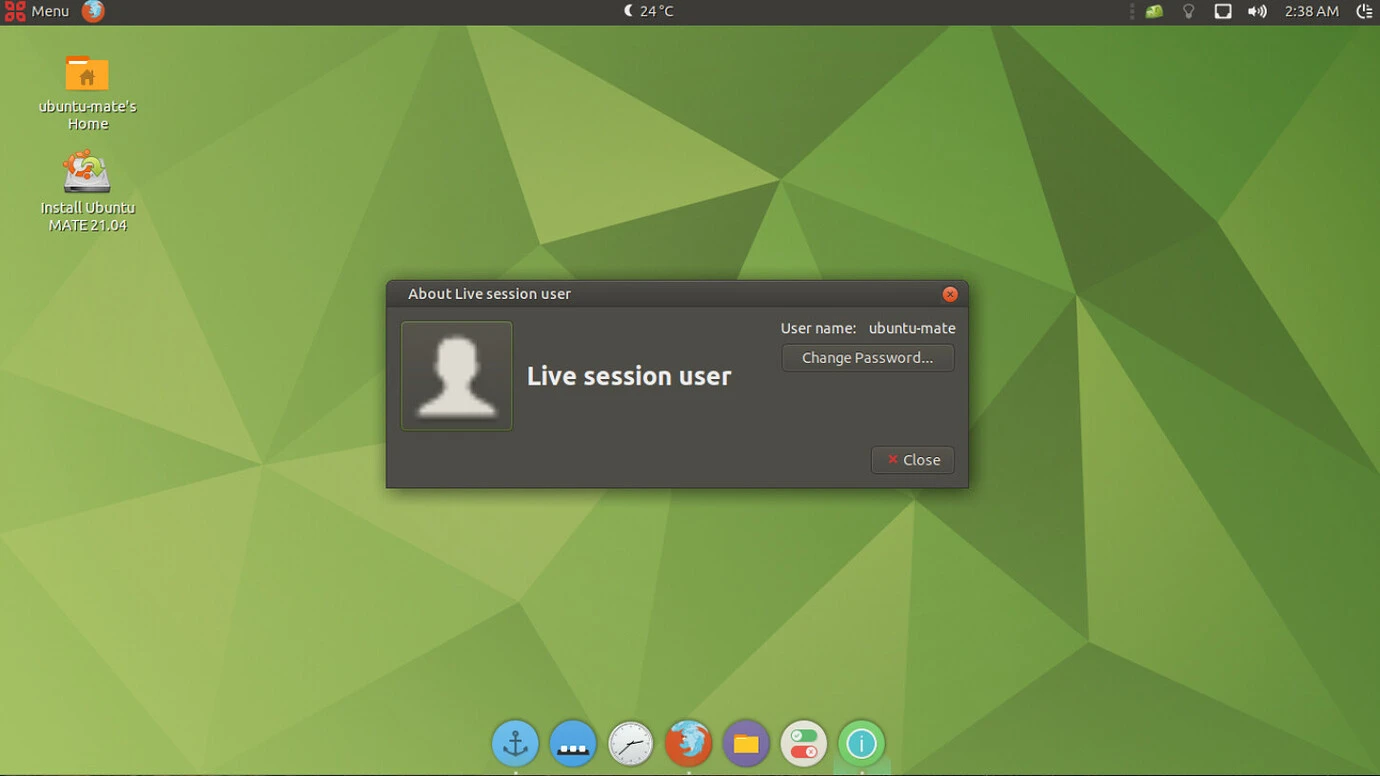 Menu
24 °C
2:38 AM
ubuntu-mate's
Home
Install Ubuntu
MATE 21.04
About Live session user
User name: ubuntu-mate
Change Password...
Live session user
Close